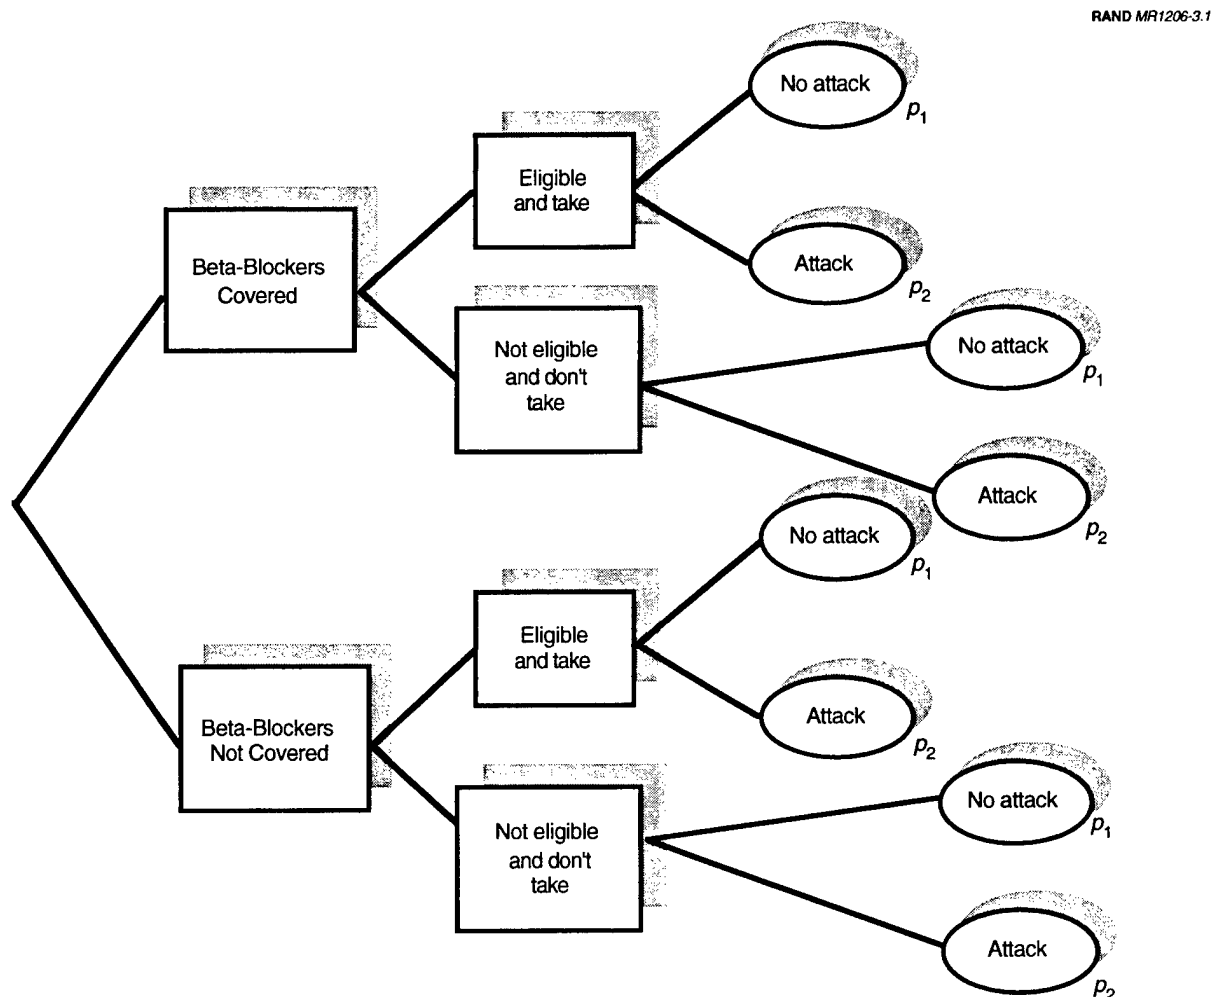 RAND MR1206-3.1
No attack
p1
Eligible
and take
Attack
p2
Beta-Blockers
Covered
Not eligible
and don't
take
No attack
p1
Attack
p2
No attack
p1
Eligible
and take
Attack
p2
Beta-Blockers
Not Covered
Not eligible
and don't
take
No attack
p1
Attack
p2